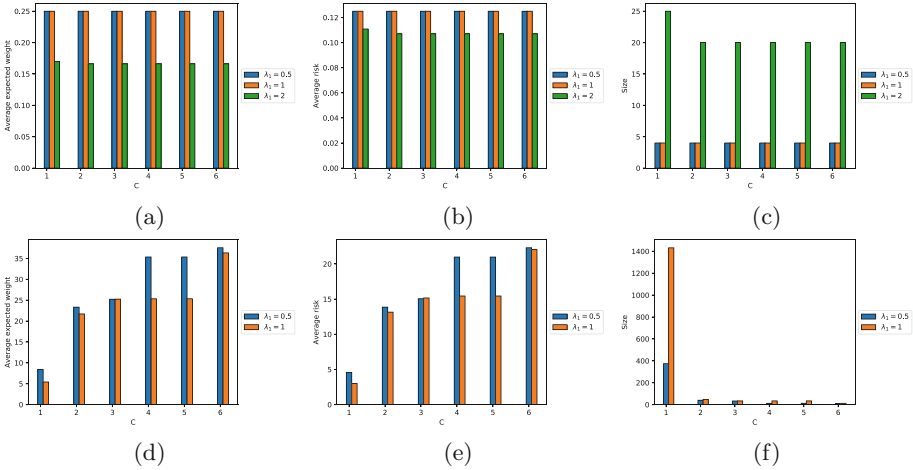 0.25
0.20
0.15
0.10
0.05
0.00
Average expected weight
1 2 3 4 5 6
C
λ₁ = 0.5
λ₁ = 1
λ₁ = 2
(a)
0.12
0.10
0.08
0.06
0.04
0.02
0.00
Average risk
1 2 3 4 5 6
C
λ₁ = 0.5
λ₁ = 1
λ₁ = 2
(b)
25
20
15
10
5
0
Size
1 2 3 4 5 6
C
λ₁ = 0.5
λ₁ = 1
λ₁ = 2
(c)
35
30
25
20
15
10
5
0
Average expected weight
1 2 3 4 5 6
C
λ₁ = 0.5
λ₁ = 1
(d)
20
15
10
5
0
Average risk
1 2 3 4 5 6
C
λ₁ = 0.5
λ₁ = 1
(e)
1400
1200
1000
800
600
400
200
0
Size
1 2 3 4 5 6
C
λ₁ = 0.5
λ₁ = 1
(f)